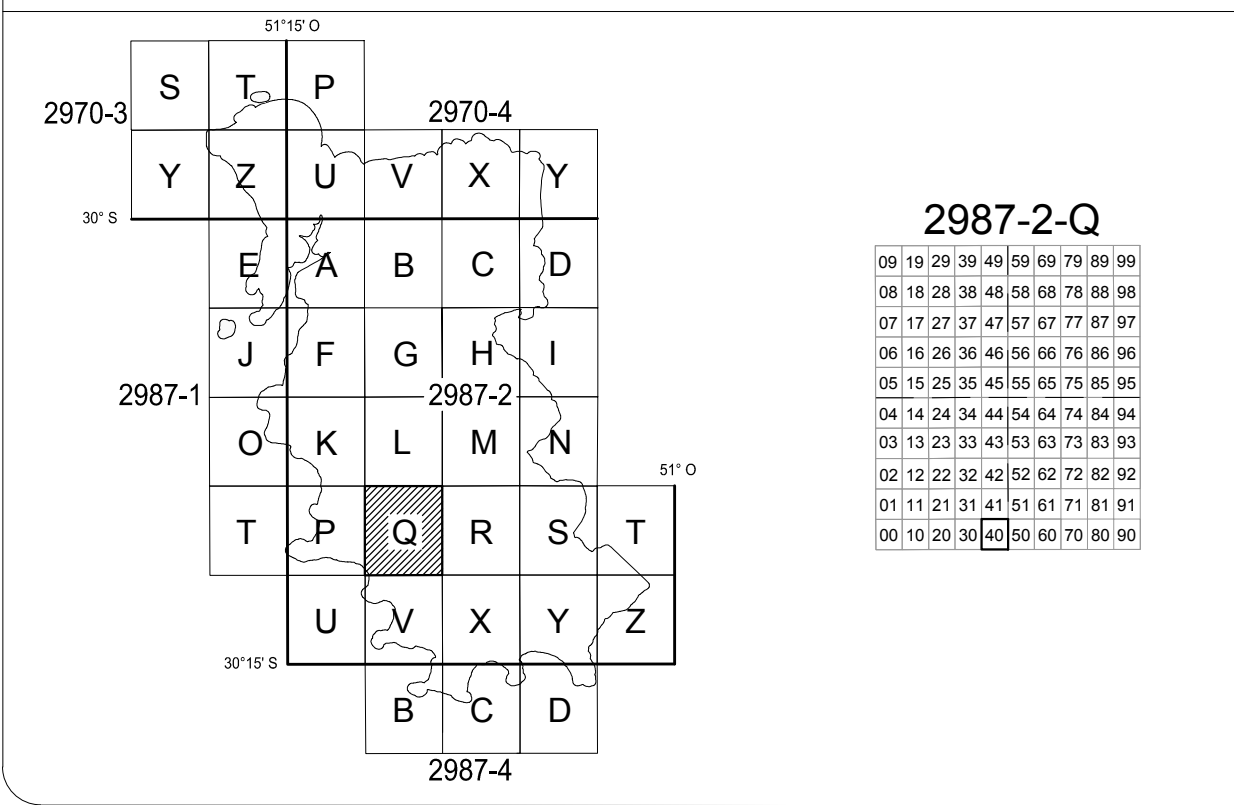 51°15' O
S T P
2970-3 2970-4
Y Z U V X Y
30° S
E A B C D
J F G H I
2987-1 2987-2
O K L M N
51° O
T P Q R S T
U V X Y Z
30°15' S
B C D
2987-4
2987-2-Q
09 19 29 39 49 59 69 79 89 99
08 18 28 38 48 58 68 78 88 98
07 17 27 37 47 57 67 77 87 97
06 16 26 36 46 56 66 76 86 96
05 15 25 35 45 55 65 75 85 95
04 14 24 34 44 54 64 74 84 94
03 13 23 33 43 53 63 73 83 93
02 12 22 32 42 52 62 72 82 92
01 11 21 31 41 51 61 71 81 91
00 10 20 30 40 50 60 70 80 90